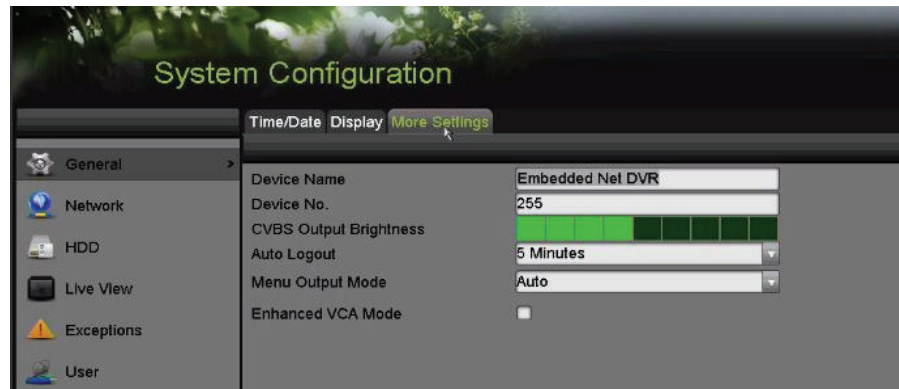 System Configuration
Time/Date Display More Settings
General >
Network
HDD
Live View
Exceptions
User
Device Name Embedded Net DVR
Device No. 255
CVBS Output Brightness
Auto Logout 5 Minutes
Menu Output Mode Auto
Enhanced VCA Mode